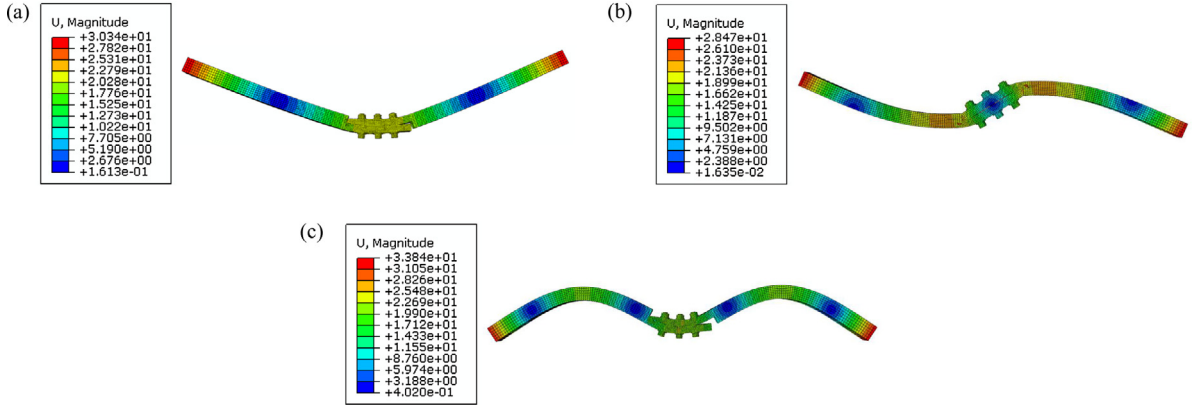 (a)
U, Magnitude
+3.034e+01
+2.782e+01
+2.531e+01
+2.279e+01
+2.028e+01
+1.776e+01
+1.525e+01
+1.273e+01
+1.022e+01
+7.705e+00
+5.190e+00
+2.676e+00
+1.613e-01
(b)
U, Magnitude
+2.847e+01
+2.610e+01
+2.373e+01
+2.136e+01
+1.899e+01
+1.662e+01
+1.425e+01
+1.187e+01
+9.502e+00
+7.131e+00
+4.759e+00
+2.388e+00
+1.635e-02
(c)
U, Magnitude
+3.384e+01
+3.105e+01
+2.826e+01
+2.548e+01
+2.269e+01
+1.990e+01
+1.712e+01
+1.433e+01
+1.155e+01
+8.760e+00
+5.974e+00
+3.188e+00
+4.020e-01